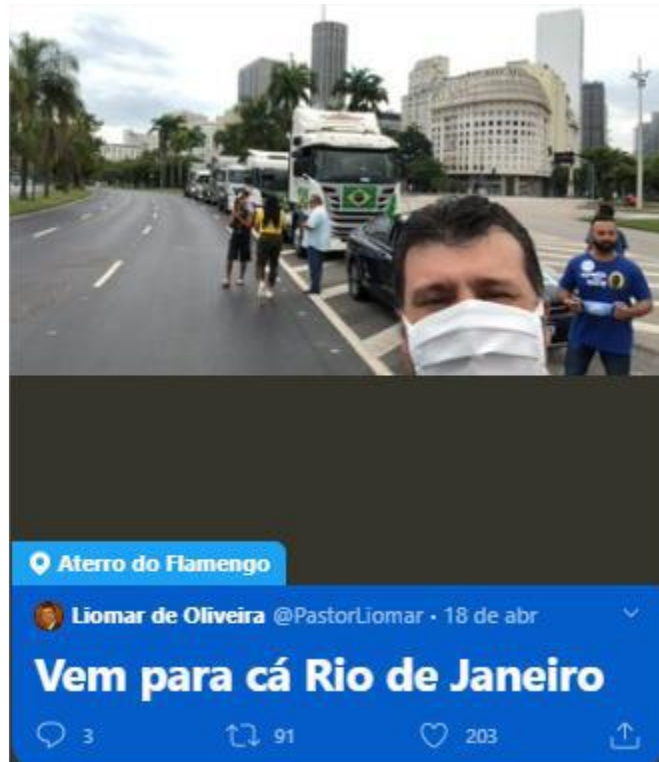 Aterro do Flamengo
Liomar de Oliveira @PastorLiomar · 18 de abr
Vem para cá Rio de Janeiro
3 91 203